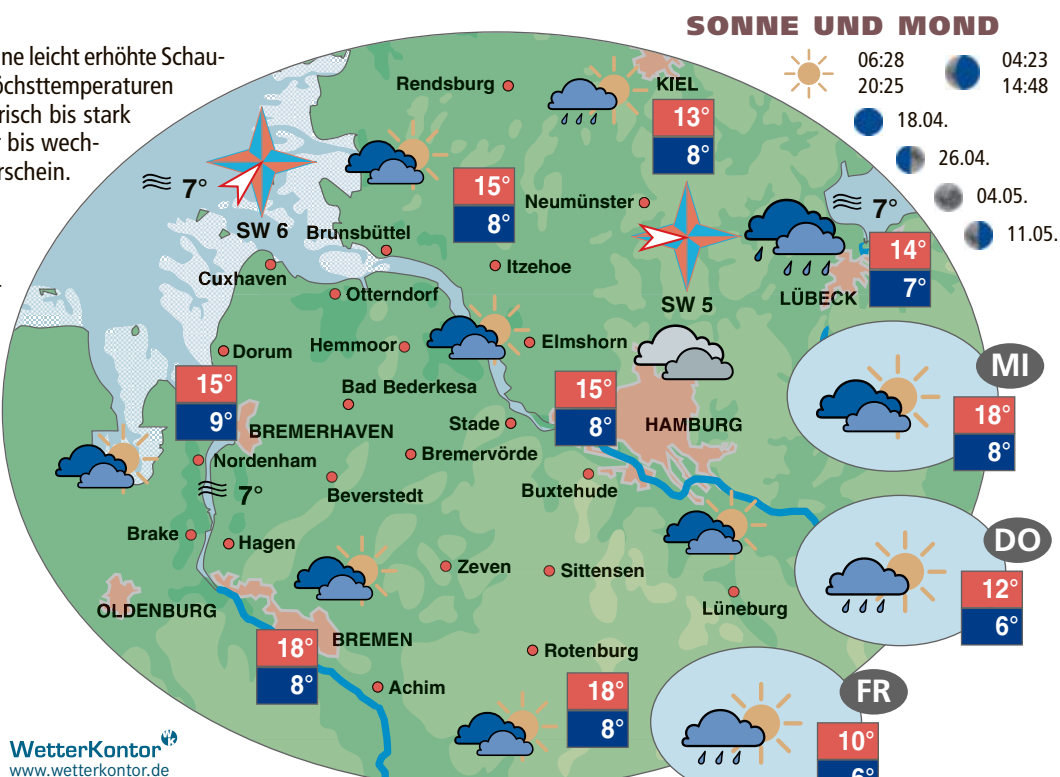 SONNE UND MOND
06:28
20:25
04:23
14:48
18.04.
26.04.
04.05.
11.05.
ne leicht erhöhte Schau-
öchsttemperaturen
risch bis stark
bis wech-
rschein.
Rendsburg
KIEL
13°
8°
7°
SW 6
15°
8°
Neumünster
SW 5
7°
14°
7°
LÜBECK
Brunsbüttel
Cuxhaven
Itzehoe
Otterndorf
Dorum
Hemmoor
Elmshorn
MI
18°
8°
15°
9°
Bad Bederkesa
15°
8°
BREMERHAVEN
Stade
HAMBURG
Nordenham
Bremervörde
7°
Beverstedt
Buxtehude
Brake
Hagen
Zeven
Sittensen
DO
12°
6°
OLDENBURG
Lüneburg
BREMEN
18°
8°
Rotenburg
Achim
18°
8°
FR
10°
6°
WetterKontor
www.wetterkontor.de